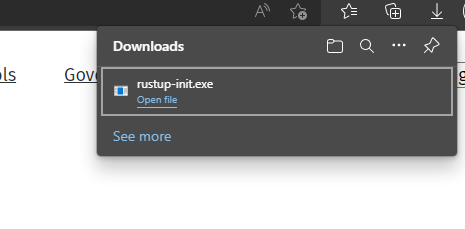 Downloads
ols
Gove
rustup-init.exe
Open file
See more